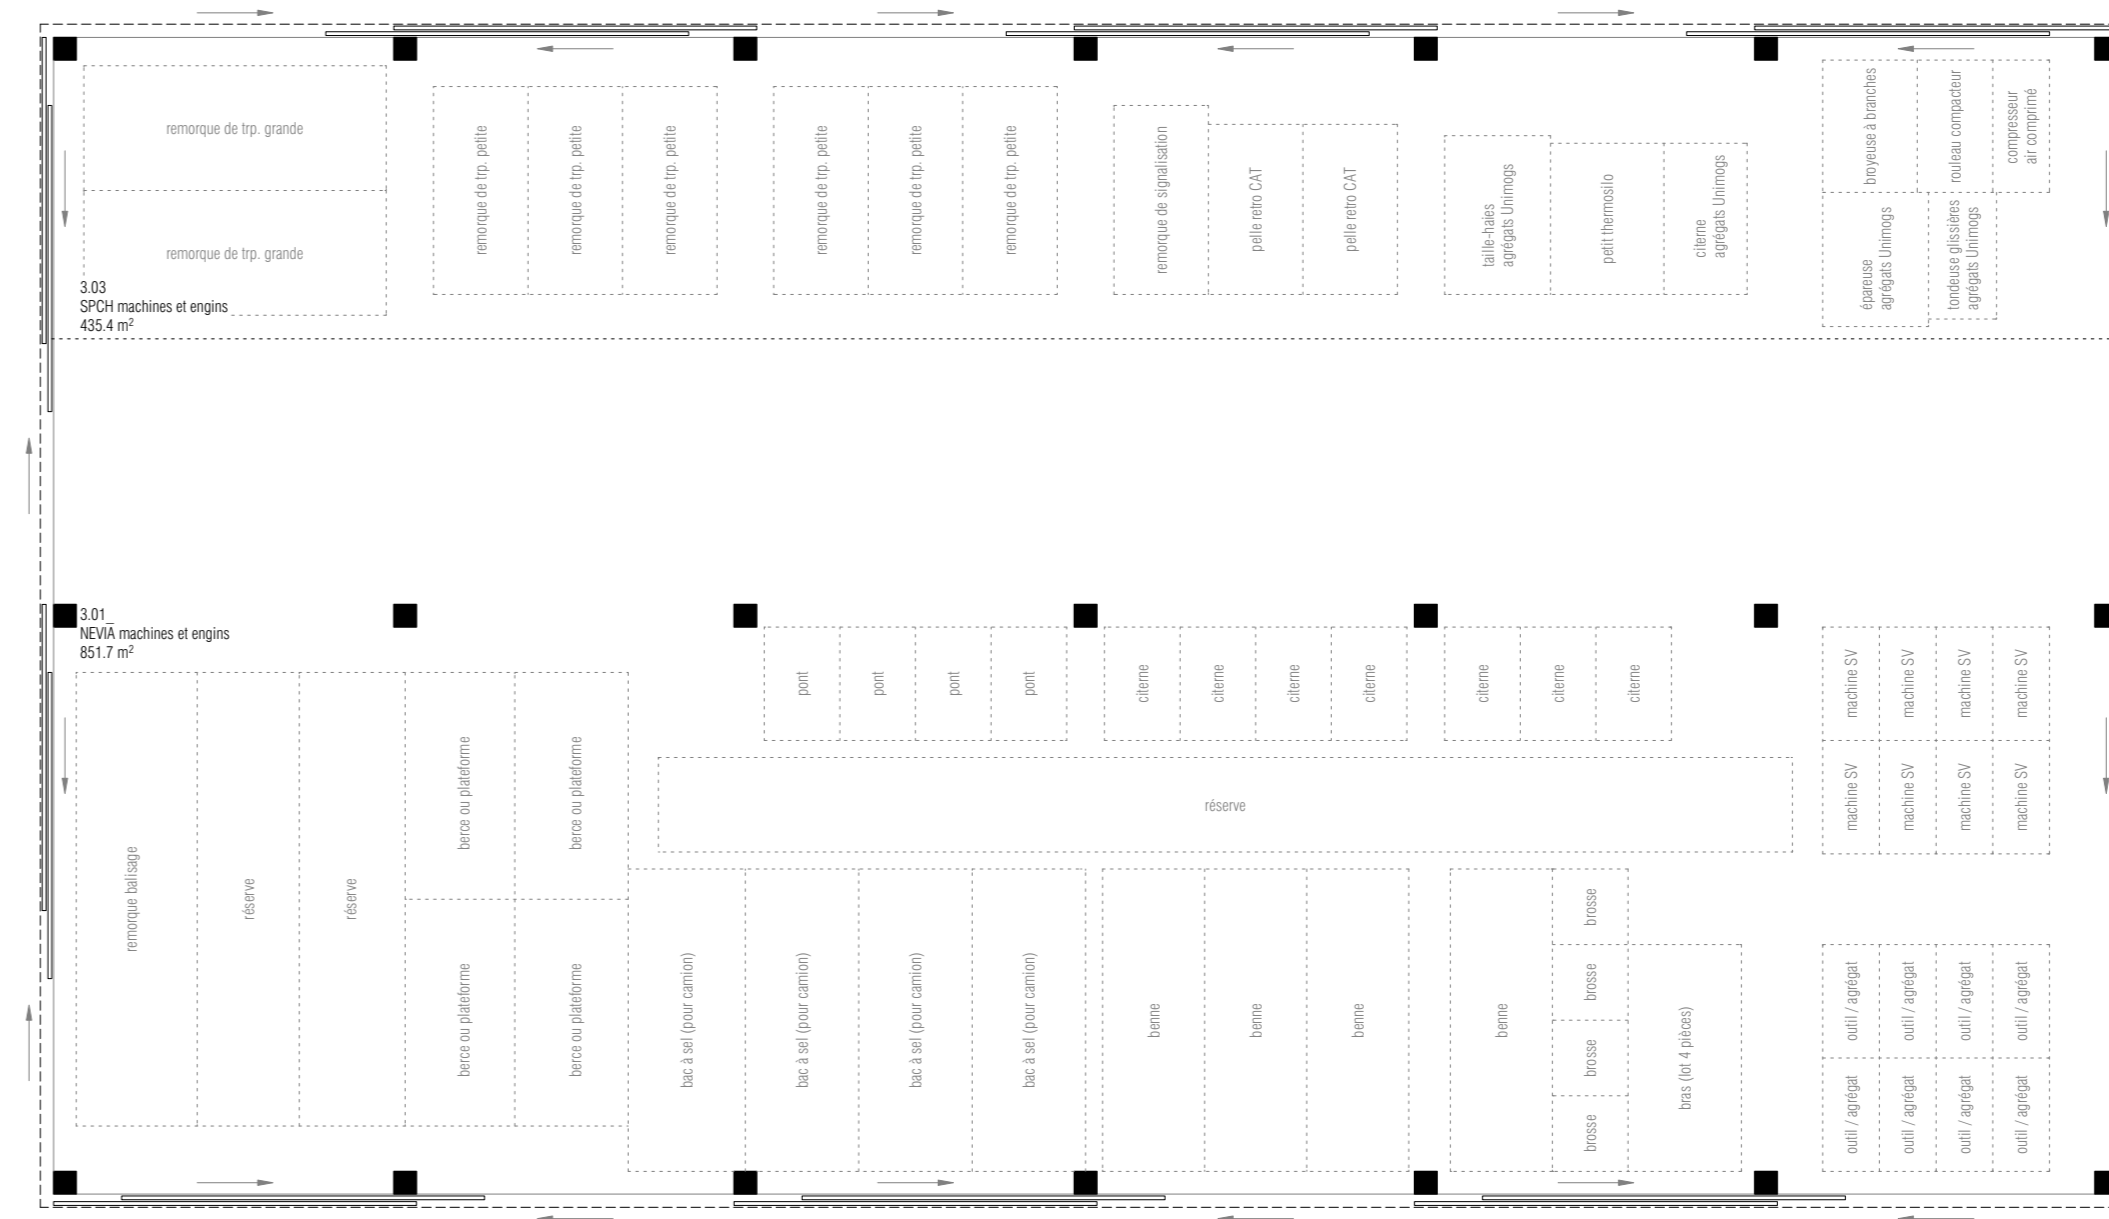 remorque de trp. grande
remorque de trp. grande
3.03
SPCH machines et engins
435.4 m²
remorque de trp. petite
remorque de trp. petite
remorque de trp. petite
remorque de trp. petite
remorque de trp. petite
remorque de trp. petite
remorque de signalisation
pelle retro CAT
pelle retro CAT
taille-haies
agrégats Unimogs
petit thermosilo
citerne
agrégats Unimogs
broyeuse à branches
rouleau compacteur
compresseur
air comprimé
épareuse
agrégats Unimogs
tondeuse glissières
agrégats Unimogs
3.01_
NEVIA machines et engins
851.7 m²
pont
pont
pont
pont
citerne
citerne
citerne
citerne
citerne
citerne
citerne
machine SV
machine SV
machine SV
machine SV
machine SV
machine SV
machine SV
machine SV
réserve
remorque balisage
réserve
réserve
berce ou plateforme
berce ou plateforme
berce ou plateforme
berce ou plateforme
bac à sel (pour camion)
bac à sel (pour camion)
bac à sel (pour camion)
bac à sel (pour camion)
benne
benne
benne
benne
brosse
brosse
brosse
brosse
bras (lot 4 pièces)
outil / agrégat
outil / agrégat
outil / agrégat
outil / agrégat
outil / agrégat
outil / agrégat
outil / agrégat
outil / agrégat